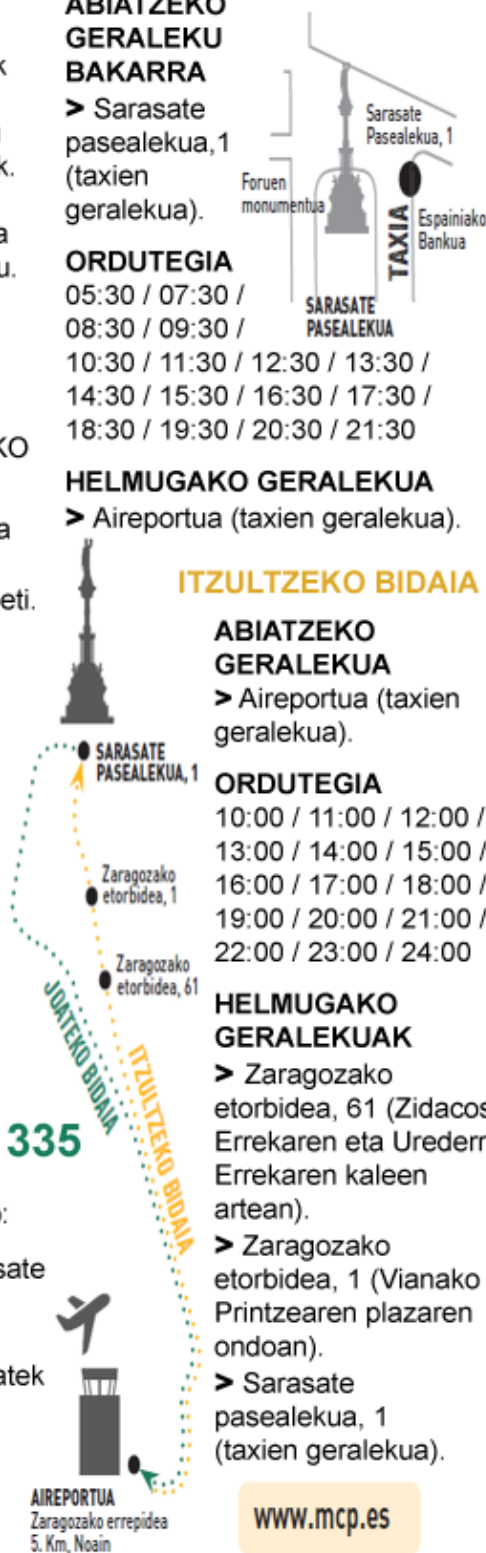 ABIATZEKO
GERALEKU
BAKARRA
> Sarasate
pasealekua,1
(taxien
geralekua).
Sarasate
Pasealekua, 1
Foruen
monumentua
TAXIA
Espainiako
Bankua
SARASATE
PASEALEKUA
ORDUTEGIA
05:30 / 07:30 /
08:30 / 09:30 /
10:30 / 11:30 / 12:30 / 13:30 /
14:30 / 15:30 / 16:30 / 17:30 /
18:30 / 19:30 / 20:30 / 21:30
HELMUGAKO GERALEKUA
> Aireportua (taxien geralekua).
ITZULTZEKO BIDAIA
ABIATZEKO
GERALEKUA
> Aireportua (taxien
geralekua).
ORDUTEGIA
10:00 / 11:00 / 12:00 /
13:00 / 14:00 / 15:00 /
16:00 / 17:00 / 18:00 /
19:00 / 20:00 / 21:00 /
22:00 / 23:00 / 24:00
HELMUGAKO
GERALEKUAK
> Zaragozako
etorbidea, 61 (Zidacos
Errekaren eta Urederr
Errekaren kaleen
artean).
> Zaragozako
etorbidea, 1 (Vianako
Printzearen plazaren
ondoan).
> Sarasate
pasealekua, 1
(taxien geralekua).
www.mcp.es
SARASATE
PASEALEKUA, 1
Zaragozako
etorbidea, 1
Zaragozako
etorbidea, 61
JOATEKO BIDAIA
ITZULTZEKO BIDAIA
335
AIREPORTUA
Zaragozako errepidea
5. Km, Noain